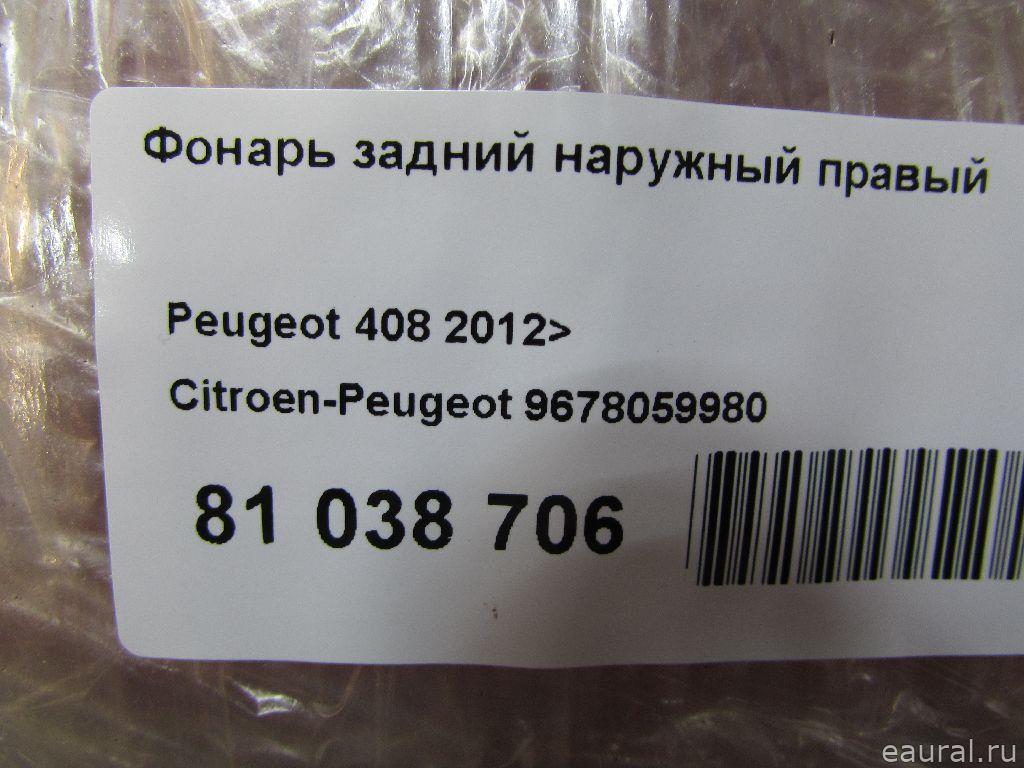 Фонарь задний наружный правый
Peugeot 408 2012>
Citroen-Peugeot 9678059980
81 038 706
eaural.ru